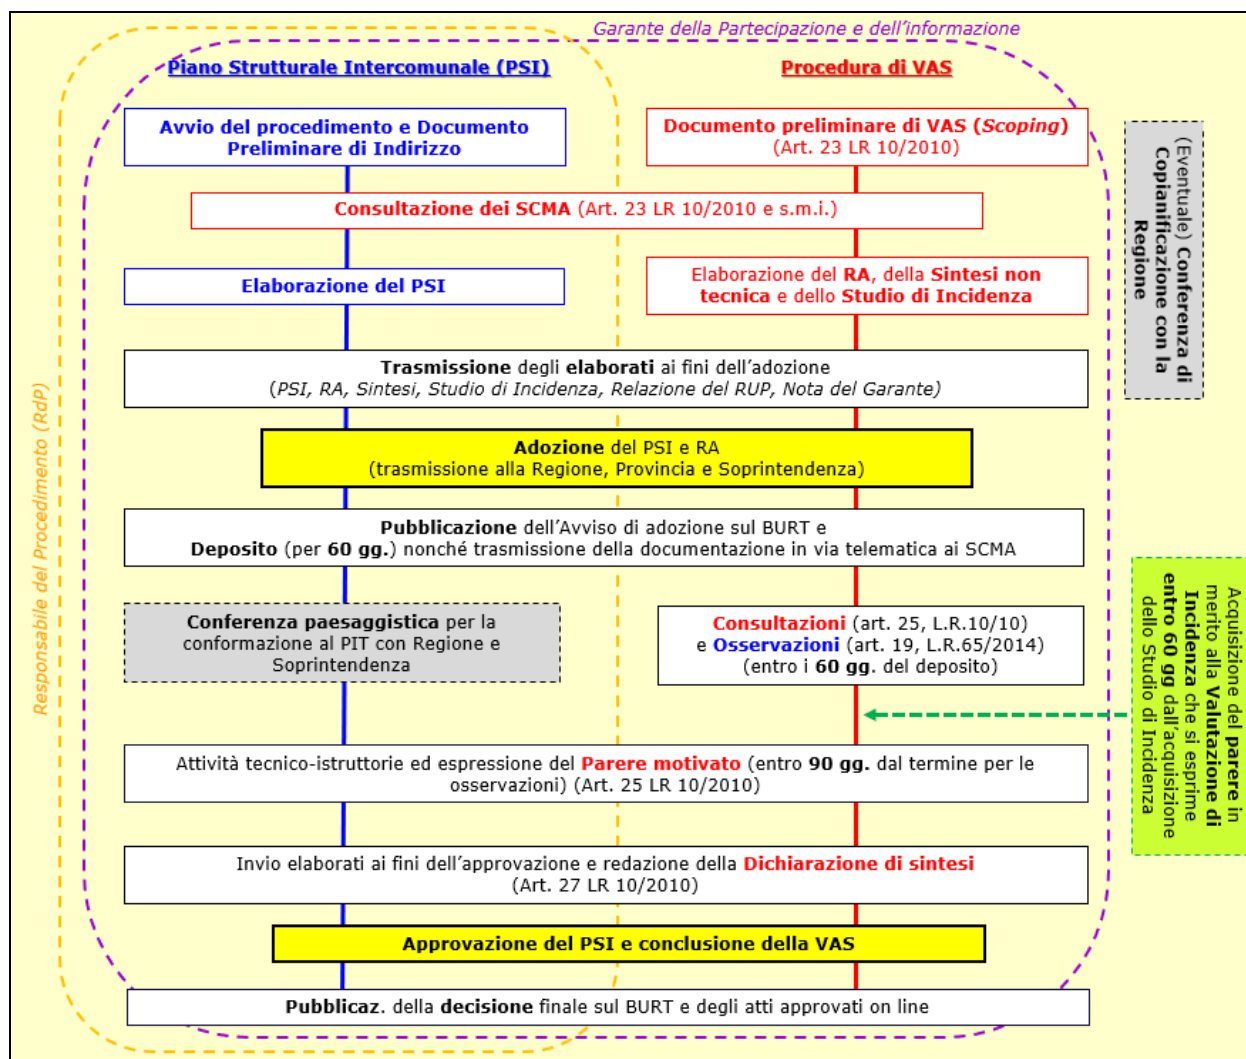 Garante della Partecipazione e dell'informazione
Piano Strutturale Intercomunale (PSI)
Procedura di VAS
Avvio del procedimento e Documento
Preliminare di Indirizzo
Documento preliminare di VAS (Scoping)
(Art. 23 LR 10/2010)
Consultazione dei SCMA (Art. 23 LR 10/2010 e s.m.i.)
(Eventuale) Conferenza di
Copianificazione con la
Regione
Elaborazione del PSI
Elaborazione del RA, della Sintesi non
tecnica e dello Studio di Incidenza
Trasmissione degli elaborati ai fini dell'adozione
(PSI, RA, Sintesi, Studio di Incidenza, Relazione del RUP, Nota del Garante)
Responsabile del Procedimento (RdP)
Adozione del PSI e RA
(trasmissione alla Regione, Provincia e Soprintendenza)
Pubblicazione dell'Avviso di adozione sul BURT e
Deposito (per 60 gg.) nonché trasmissione della documentazione in via telematica ai SCMA
Conferenza paesaggistica per la
conformazione al PIT con Regione e
Soprintendenza
Consultazioni (art. 25, L.R.10/10)
e Osservazioni (art. 19, L.R.65/2014)
(entro i 60 gg. del deposito)
Acquisizione del parere in
merito alla Valutazione di
Incidenza che si esprime
entro 60 gg dall'acquisizione
dello Studio di Incidenza
Attività tecnico-istruttorie ed espressione del Parere motivato (entro 90 gg. dal termine per le
osservazioni) (Art. 25 LR 10/2010)
Invio elaborati ai fini dell'approvazione e redazione della Dichiarazione di sintesi
(Art. 27 LR 10/2010)
Approvazione del PSI e conclusione della VAS
Pubblicaz. della decisione finale sul BURT e degli atti approvati on line